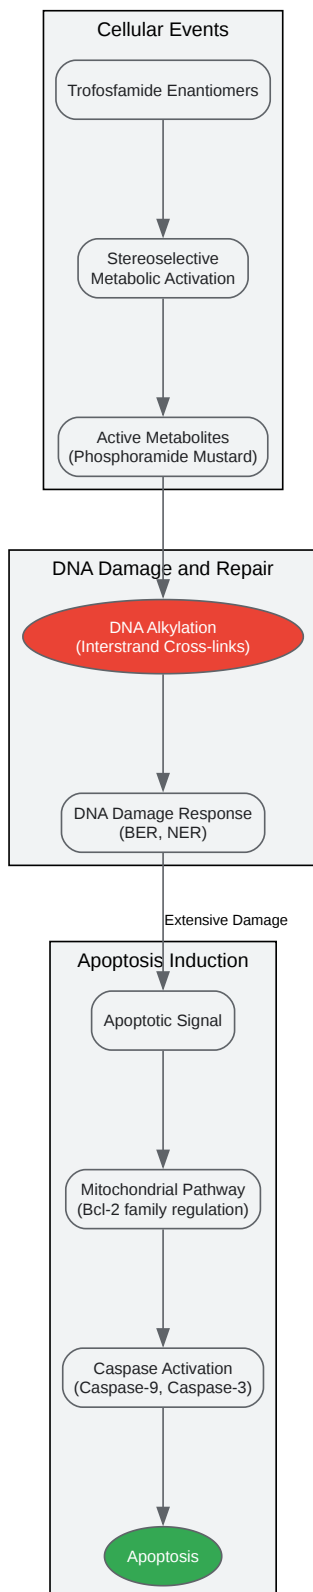 Cellular Events
Trofosfamide Enantiomers
Stereoselective
Metabolic Activation
Active Metabolites
(Phosphoramide Mustard)
DNA Damage and Repair
DNA Alkylation
(Interstrand Cross-links)
DNA Damage Response
(BER, NER)
Extensive Damage
Apoptosis Induction
Apoptotic Signal
Mitochondrial Pathway
(Bcl-2 family regulation)
Caspase Activation
(Caspase-9, Caspase-3)
Apoptosis